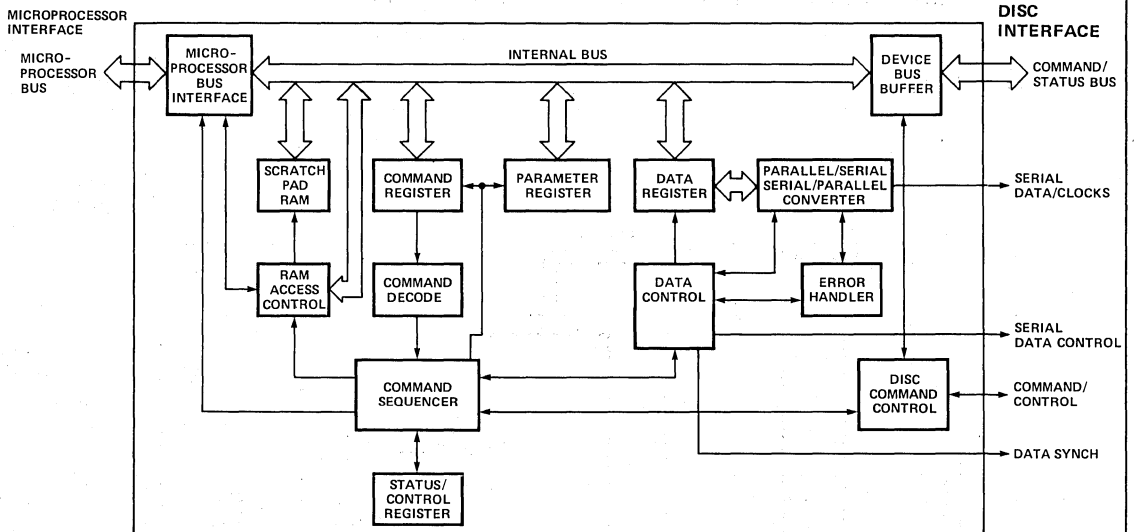 MICROPROCESSOR
INTERFACE
DISC
INTERFACE
MICRO-
PROCESSOR
BUS
MICRO-
PROCESSOR
BUS
INTERFACE
INTERNAL BUS
DEVICE
BUS
BUFFER
COMMAND/
STATUS BUS
SCRATCH
PAD
RAM
COMMAND
REGISTER
PARAMETER
REGISTER
DATA
REGISTER
PARALLEL/SERIAL
SERIAL/PARALLEL
CONVERTER
SERIAL
DATA/CLOCKS
RAM
ACCESS
CONTROL
COMMAND
DECODE
DATA
CONTROL
ERROR
HANDLER
SERIAL
DATA CONTROL
COMMAND
SEQUENCER
DISC
COMMAND
CONTROL
COMMAND/
CONTROL
DATA SYNCH
STATUS/
CONTROL
REGISTER